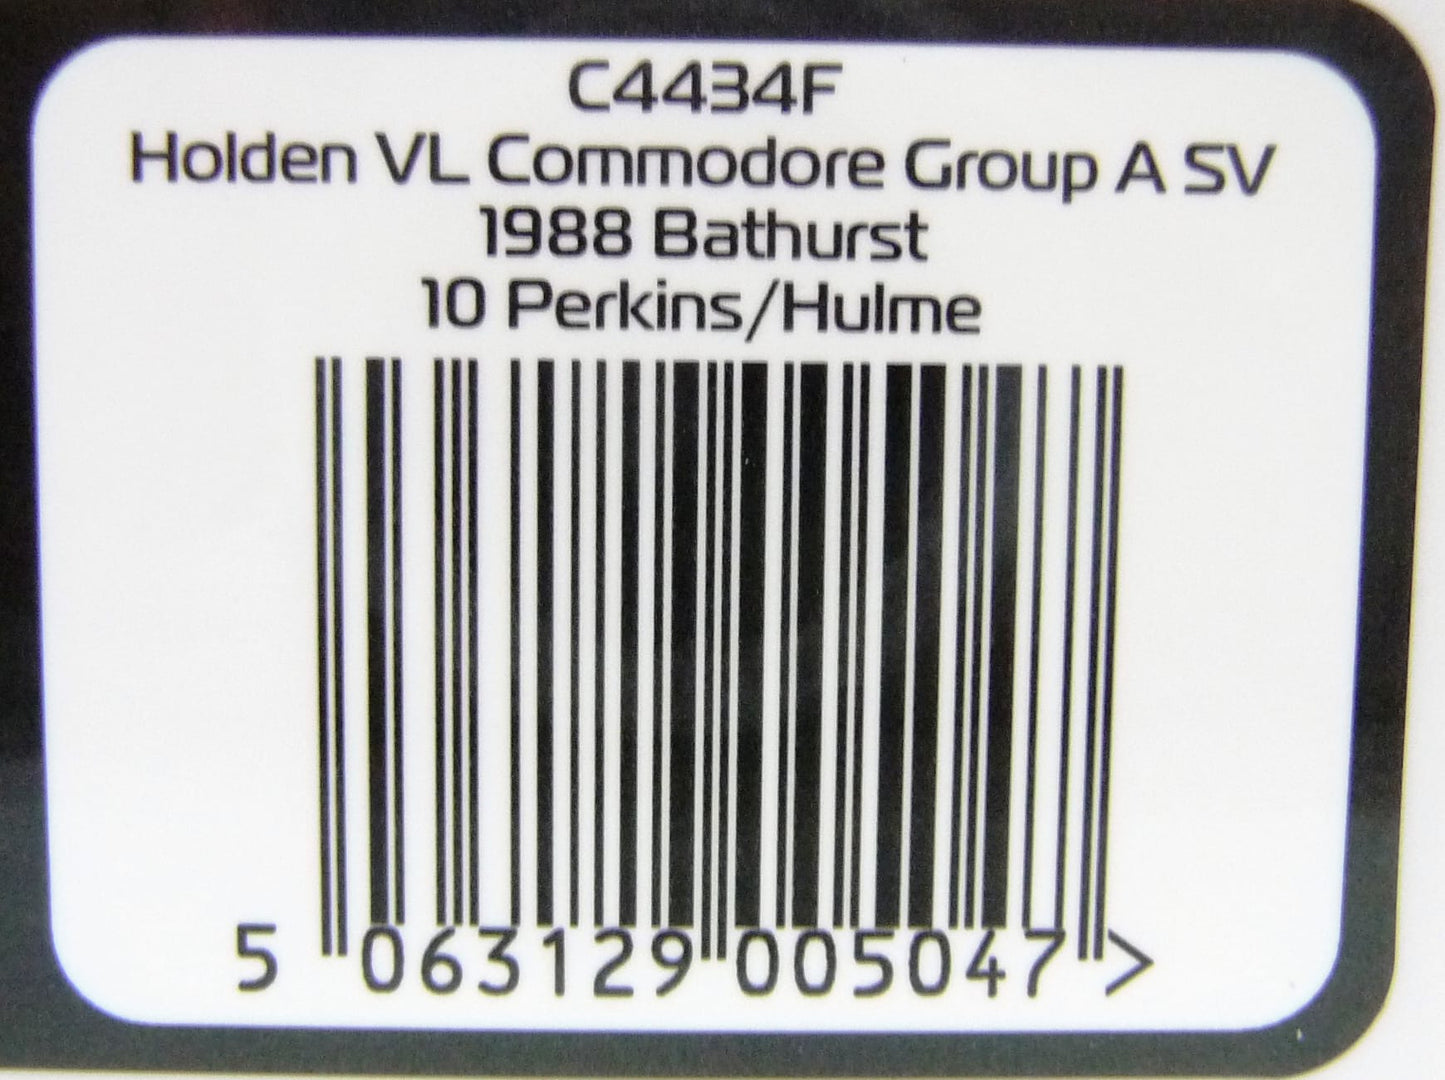 C4434F
Holden VL Commodore Group A SV
1988 Bathurst
10 Perkins/Hulme
5 063129 005047 >